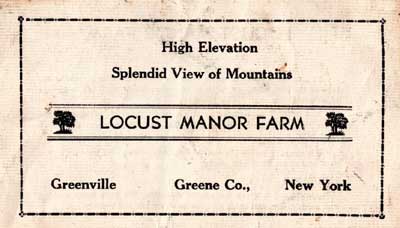 High Elevation
Splendid View of Mountains
LOCUST MANOR FARM
Greenville Greene Co., New York